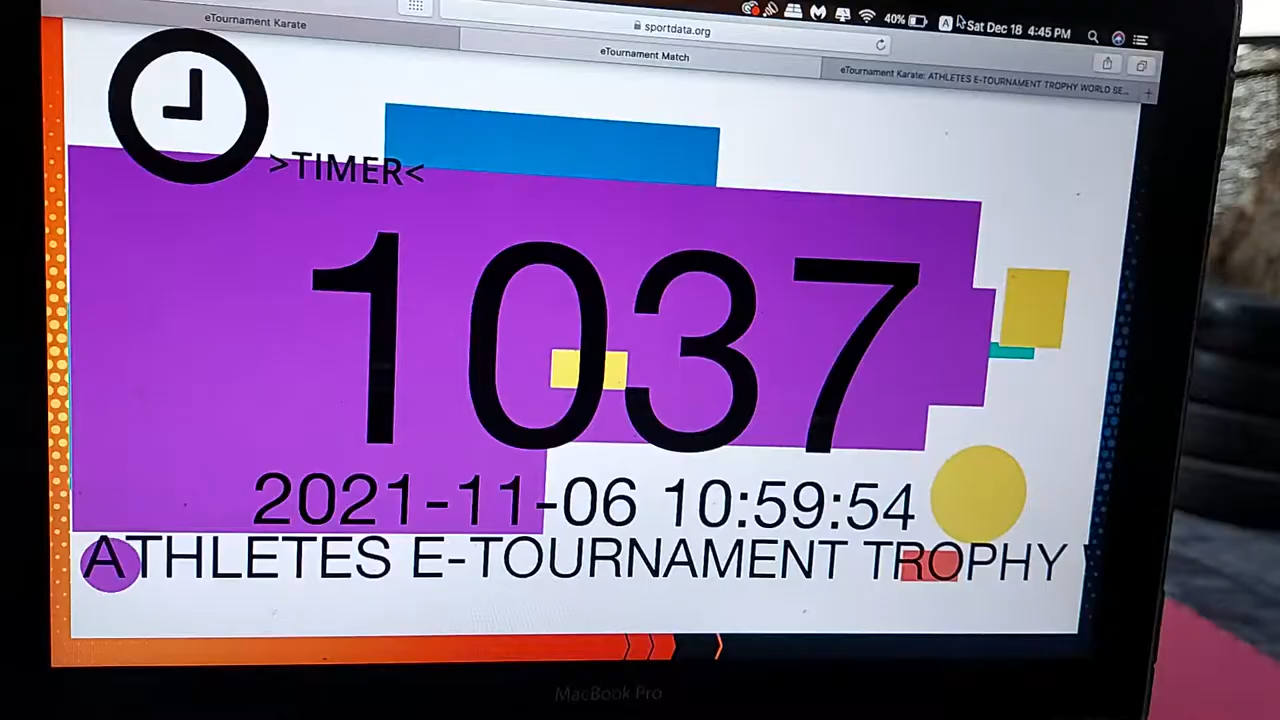 40% Sat Dec 18 4:45 PM
eTournament Karate
sportdata.org
eTournament Match
eTournament Karate: ATHLETES E-TOURNAMENT TROPHY WORLD SE...
>TIMER<
1037
2021-11-06 10:59:54
ATHLETES E-TOURNAMENT TROPHY
MacBook Pro